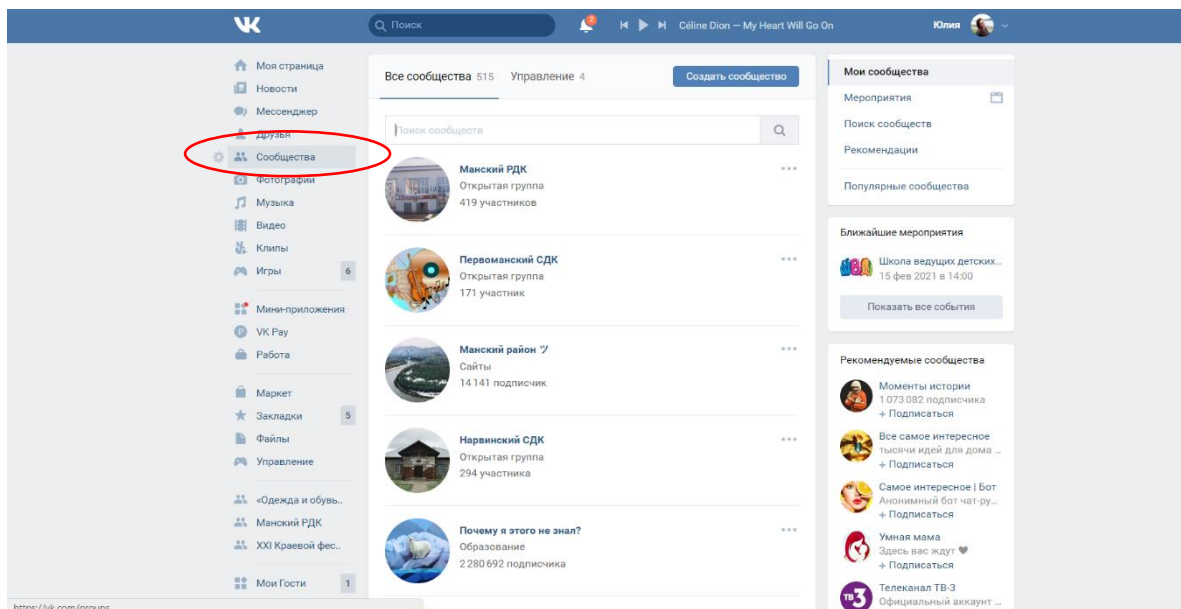 Поиск
2
Céline Dion — My Heart Will Go On
Юлия
Моя страница
Новости
Мессенджер
Друзья
Сообщества
Фотографии
Музыка
Видео
Клипы
Игры 6
Мини-приложения
VK Pay
Работа
Маркет
Закладки 5
Файлы
Управление
«Одежда и обувь..
Манский РДК
XXI Краевой фес..
Мои Гости 1
https://vk.com/groups
Все сообщества 515 Управление 4
Создать сообщество
Поиск сообществ
Манский РДК
Открытая группа
419 участников
Первоманский СДК
Открытая группа
171 участник
Манский район ツ
Сайты
14 141 подписчик
Нарвинский СДК
Открытая группа
294 участника
Почему я этого не знал?
Образование
2 280 692 подписчика
Мои сообщества
Мероприятия
Поиск сообществ
Рекомендации
Популярные сообщества
Ближайшие мероприятия
Школа ведущих детских...
15 фев 2021 в 14:00
Показать все события
Рекомендуемые сообщества
Моменты истории
1 073 082 подписчика
+ Подписаться
Все самое интересное
тысячи идей для дома ...
+ Подписаться
Самое интересное | Бот
Анонимный бот чат-ру...
+ Подписаться
Умная мама
Здесь вас ждут ♥
+ Подписаться
ТВ3
Телеканал ТВ-3
Официальный аккаунт ...